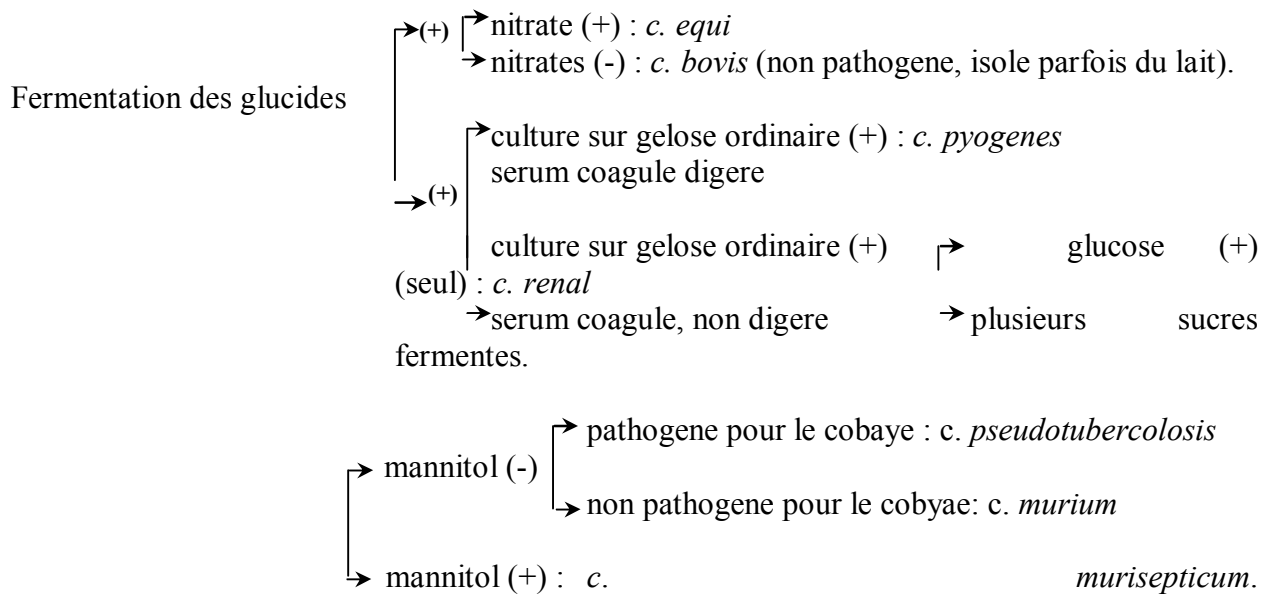 (+) nitrate (+) : c. equi
nitrates (-) : c. bovis (non pathogene, isole parfois du lait).
Fermentation des glucides
culture sur gelose ordinaire (+) : c. pyogenes
serum coagule digere
(+)
culture sur gelose ordinaire (+) glucose (+)
(seul) : c. renal
serum coagule, non digere plusieurs sucres
fermentes.
pathogene pour le cobaye : c. pseudotubercolosis
mannitol (-)
non pathogene pour le cobyae: c. murium
mannitol (+) : c. murisepticum.